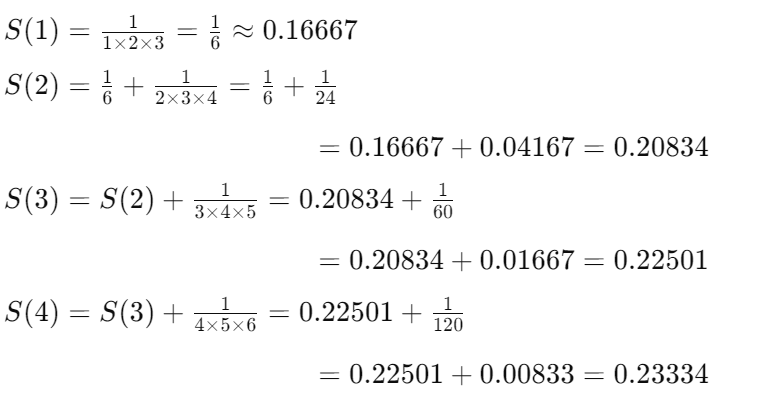 S(1) = 1/(1×2×3) = 1/6 ≈ 0.16667
S(2) = 1/6 + 1/(2×3×4) = 1/6 + 1/24
= 0.16667 + 0.04167 = 0.20834
S(3) = S(2) + 1/(3×4×5) = 0.20834 + 1/60
= 0.20834 + 0.01667 = 0.22501
S(4) = S(3) + 1/(4×5×6) = 0.22501 + 1/120
= 0.22501 + 0.00833 = 0.23334